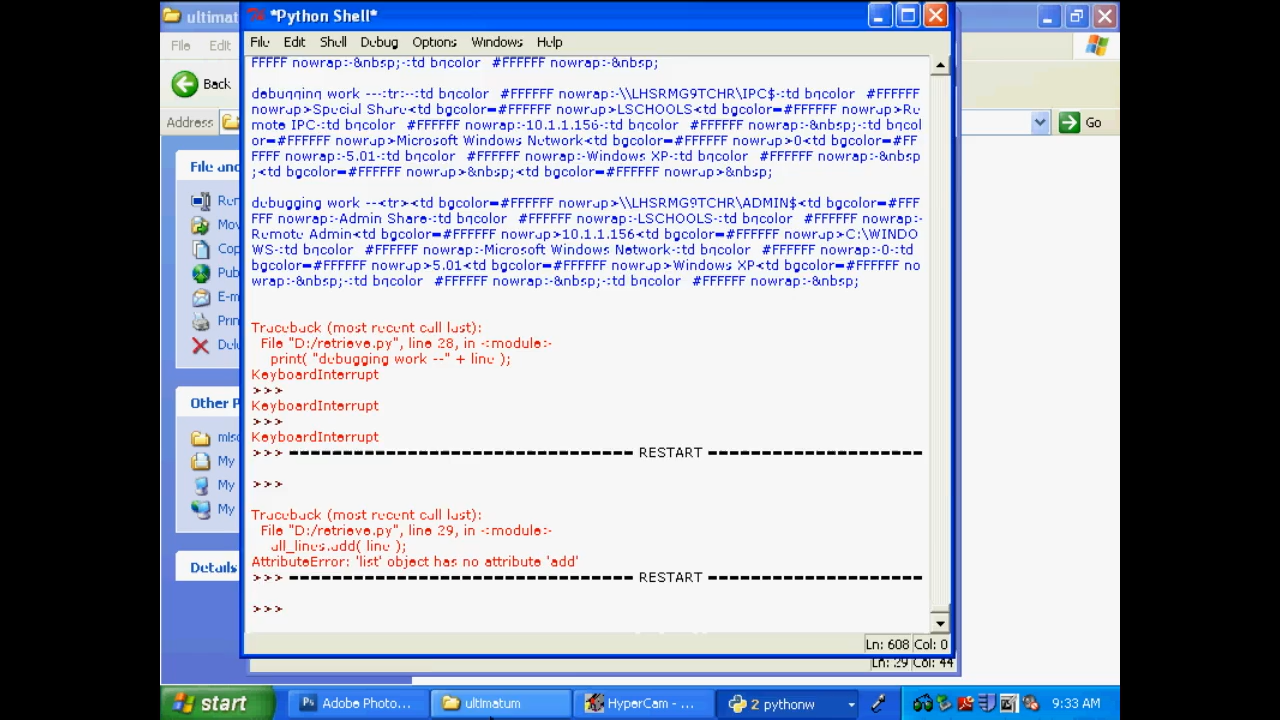 ultimat
*Python Shell*
File Edit
File Edit Shell Debug Options Windows Help
Back
Address
Go
FFFFF nowrap:-&nbsp;-:td bgcolor #FFFFFF nowrap:-&nbsp;
debugging work ---:tr:--:td bgcolor #FFFFFF nowrap:-\\LHSRMG9TCHR\IPC$-:td bgcolor #FFFFFF
nowrap>Special Share<td bgcolor=#FFFFFF nowrap>LSCHOOLS<td bgcolor=#FFFFFF nowrap>Re
mote IPC-:td bgcolor #FFFFFF nowrap:-10.1.1.156-:td bgcolor #FFFFFF nowrap:-&nbsp;-:td bgcol
or=#FFFFFF nowrap>Microsoft Windows Network<td bgcolor=#FFFFFF nowrap>0<td bgcolor=#FF
FFFF nowrap:-5.01-:td bgcolor #FFFFFF nowrap:-Windows XP-:td bgcolor #FFFFFF nowrap:-&nbsp
;<td bgcolor=#FFFFFF nowrap>&nbsp;<td bgcolor=#FFFFFF nowrap>&nbsp;
debugging work --<tr><td bgcolor=#FFFFFF nowrap>\\LHSRMG9TCHR\ADMIN$<td bgcolor=#FFF
FFF nowrap:-Admin Share-:td bgcolor #FFFFFF nowrap:-LSCHOOLS-:td bgcolor #FFFFFF nowrap:-
Remote Admin<td bgcolor=#FFFFFF nowrap>10.1.1.156<td bgcolor=#FFFFFF nowrap>C:\WINDO
WS-:td bgcolor #FFFFFF nowrap:-Microsoft Windows Network-:td bgcolor #FFFFFF nowrap:-0-:td
bgcolor=#FFFFFF nowrap>5.01<td bgcolor=#FFFFFF nowrap>Windows XP<td bgcolor=#FFFFFF no
wrap:-&nbsp;-:td bgcolor #FFFFFF nowrap:-&nbsp;-:td bgcolor #FFFFFF nowrap:-&nbsp;
Traceback (most recent call last):
File "D:/retrieve.py", line 28, in <module>
print( "debugging work --" + line );
KeyboardInterrupt
>>>
KeyboardInterrupt
>>>
KeyboardInterrupt
>>> ================================ RESTART ================================
>>>
Traceback (most recent call last):
File "D:/retrieve.py", line 29, in <module>
all_lines.add( line );
AttributeError: 'list' object has no attribute 'add'
>>> ================================ RESTART ================================
>>>
File and
Ren
Mov
Cop
Pub
E-m
Prin
Dele
Other P
misc
My
My
My
Details
Ln: 608 Col: 0
Ln: 29 Col: 44
start
Adobe Photo...
ultimatum
HyperCam - ...
2 pythonw
9:33 AM